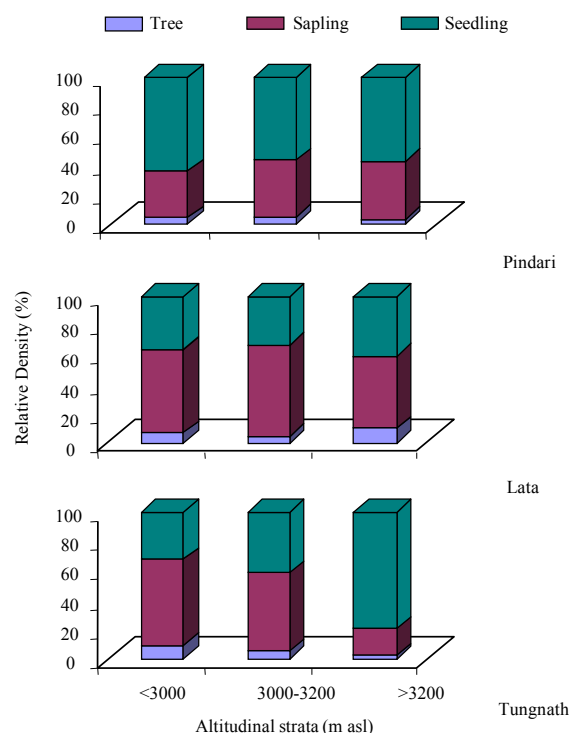 Tree Sapling Seedling
100
80
60
40
20
0
Pindari
100
80
60
40
20
0
Relative Density (%)
Lata
100
80
60
40
20
0
<3000 3000-3200 >3200
Tungnath
Altitudinal strata (m asl)